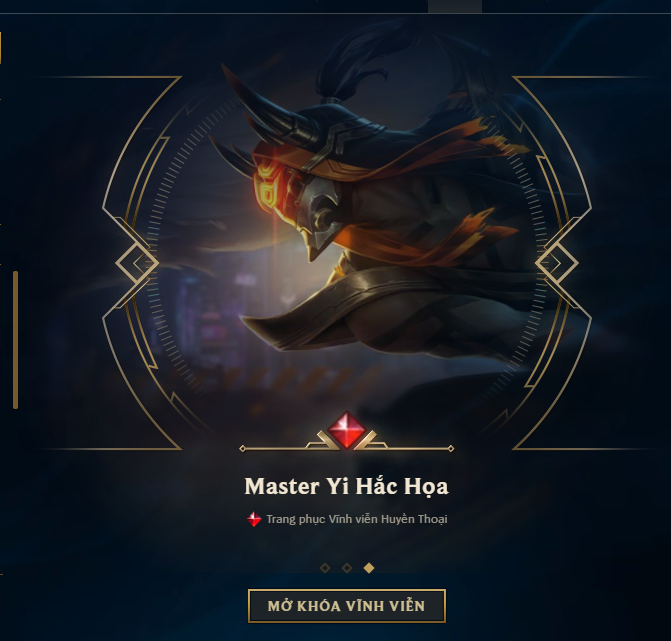 Master Yi Hắc Họa
Trang phục Vĩnh viễn Huyền Thoại
MỞ KHÓA VĨNH VIỄN